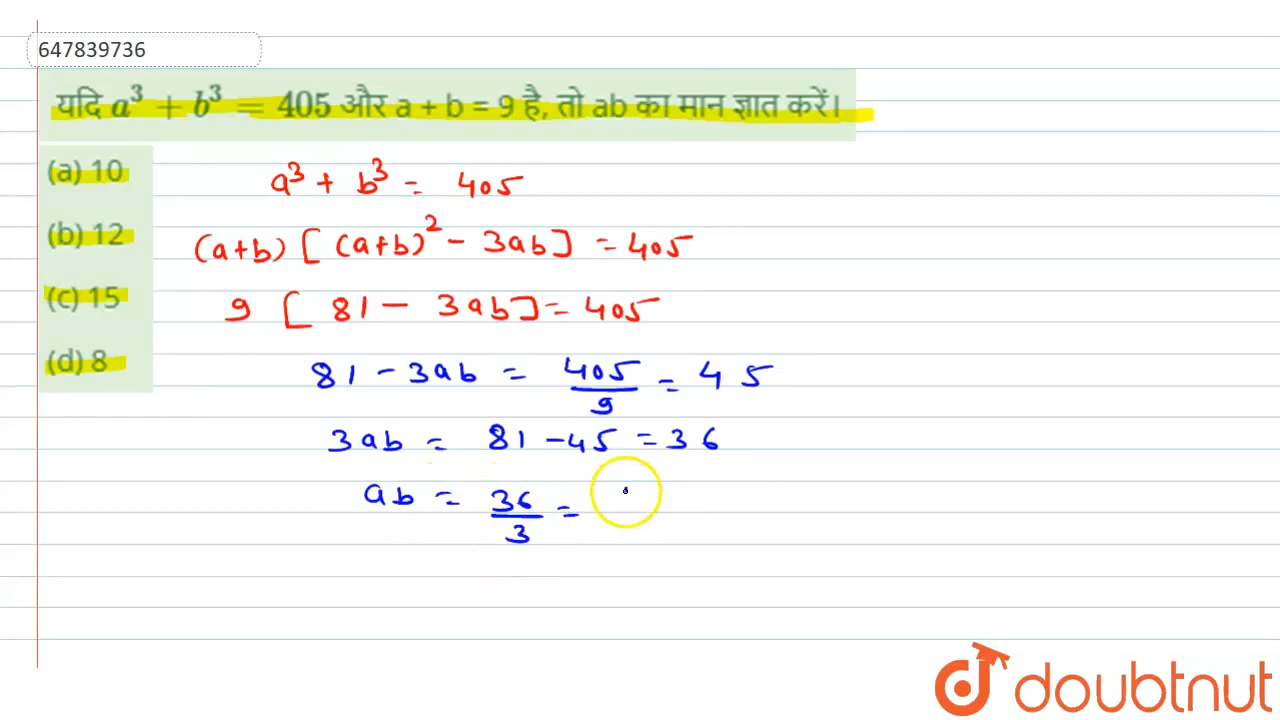 647839736
यदि a³ + b³ = 405 और a + b = 9 है, तो ab का मान ज्ञात करें।
(a) 10
(b) 12
(c) 15
(d) 8
a³ + b³ = 405
(a+b) [(a+b)² - 3ab] = 405
9 [ 81 - 3ab] = 405
81 - 3ab = 405/9 = 45
3ab = 81 - 45 = 36
ab = 36/3 =
doubtnut